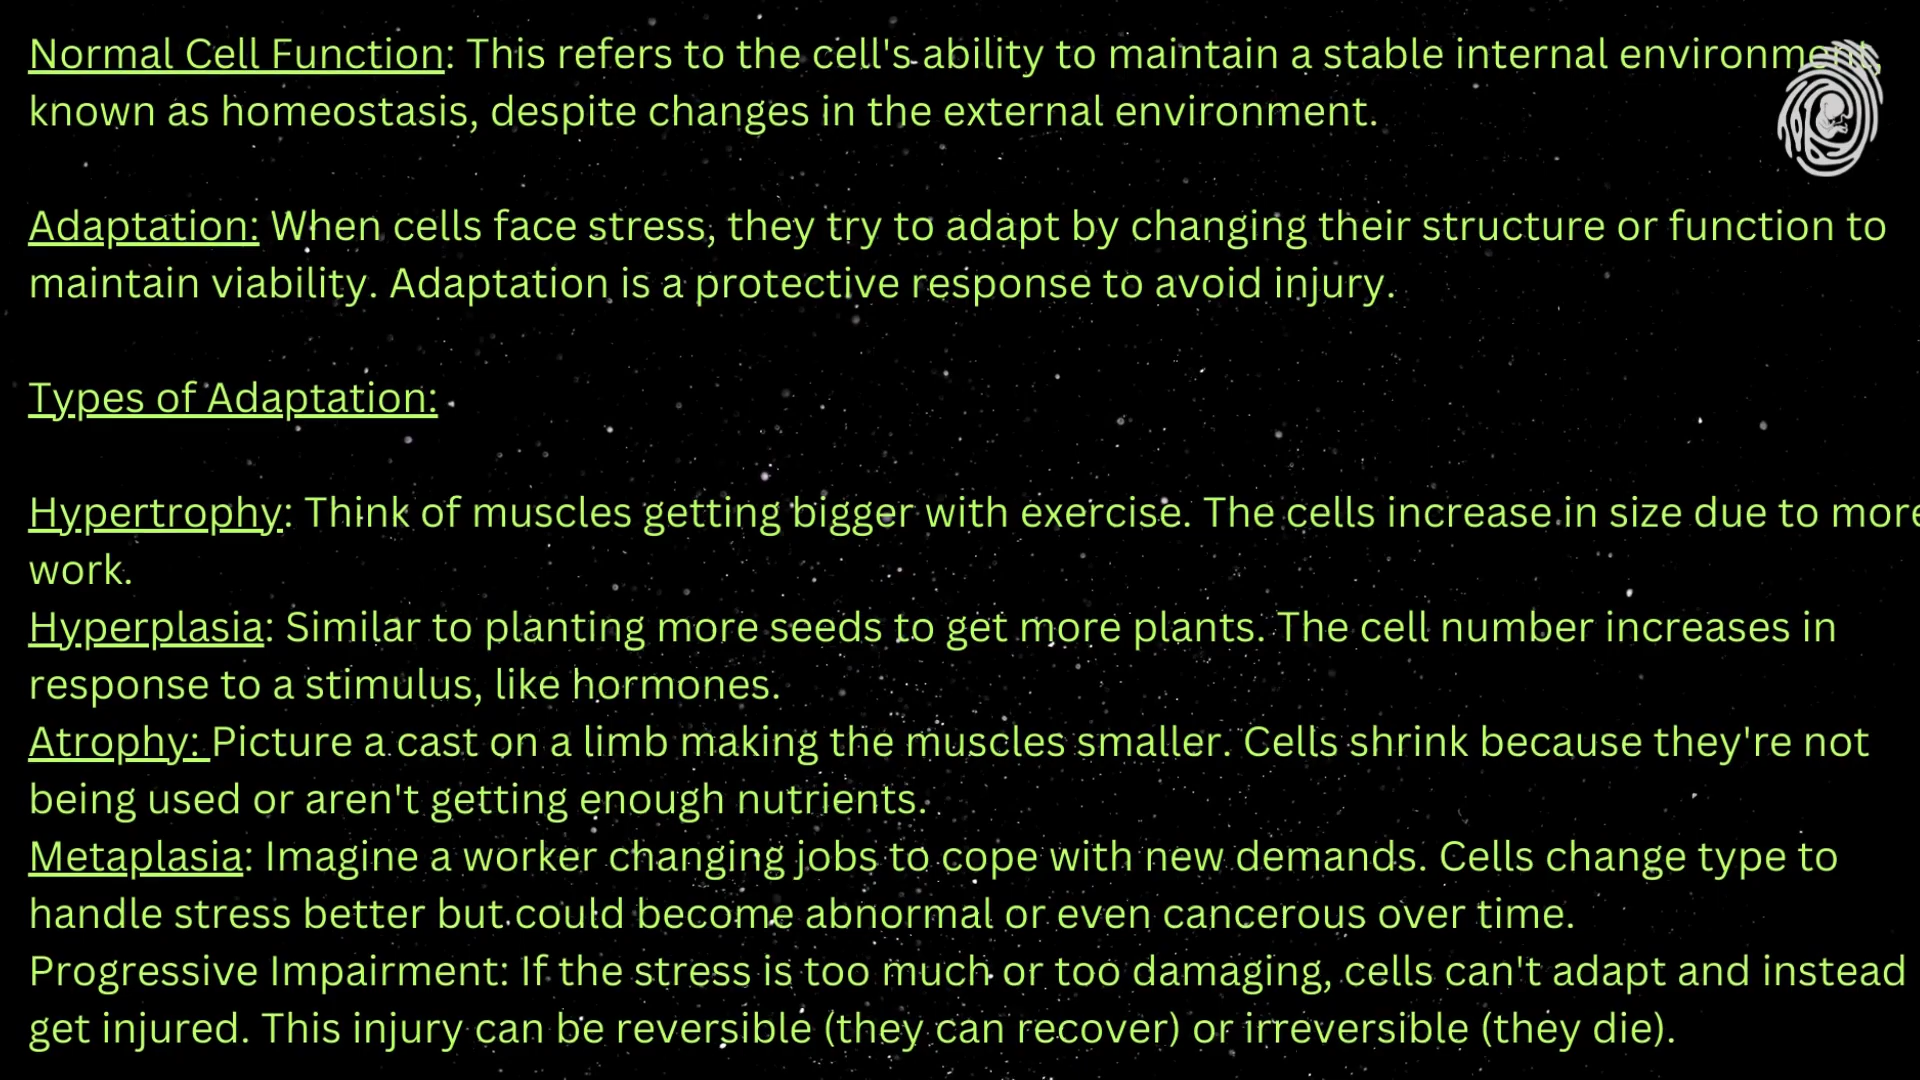 Normal Cell Function: This refers to the cell's ability to maintain a stable internal environment,
known as homeostasis, despite changes in the external environment.
Adaptation: When cells face stress, they try to adapt by changing their structure or function to
maintain viability. Adaptation is a protective response to avoid injury.
Types of Adaptation:
Hypertrophy: Think of muscles getting bigger with exercise. The cells increase in size due to more
work.
Hyperplasia: Similar to planting more seeds to get more plants. The cell number increases in
response to a stimulus, like hormones.
Atrophy: Picture a cast on a limb making the muscles smaller. Cells shrink because they're not
being used or aren't getting enough nutrients.
Metaplasia: Imagine a worker changing jobs to cope with new demands. Cells change type to
handle stress better but could become abnormal or even cancerous over time.
Progressive Impairment: If the stress is too much or too damaging, cells can't adapt and instead
get injured. This injury can be reversible (they can recover) or irreversible (they die).